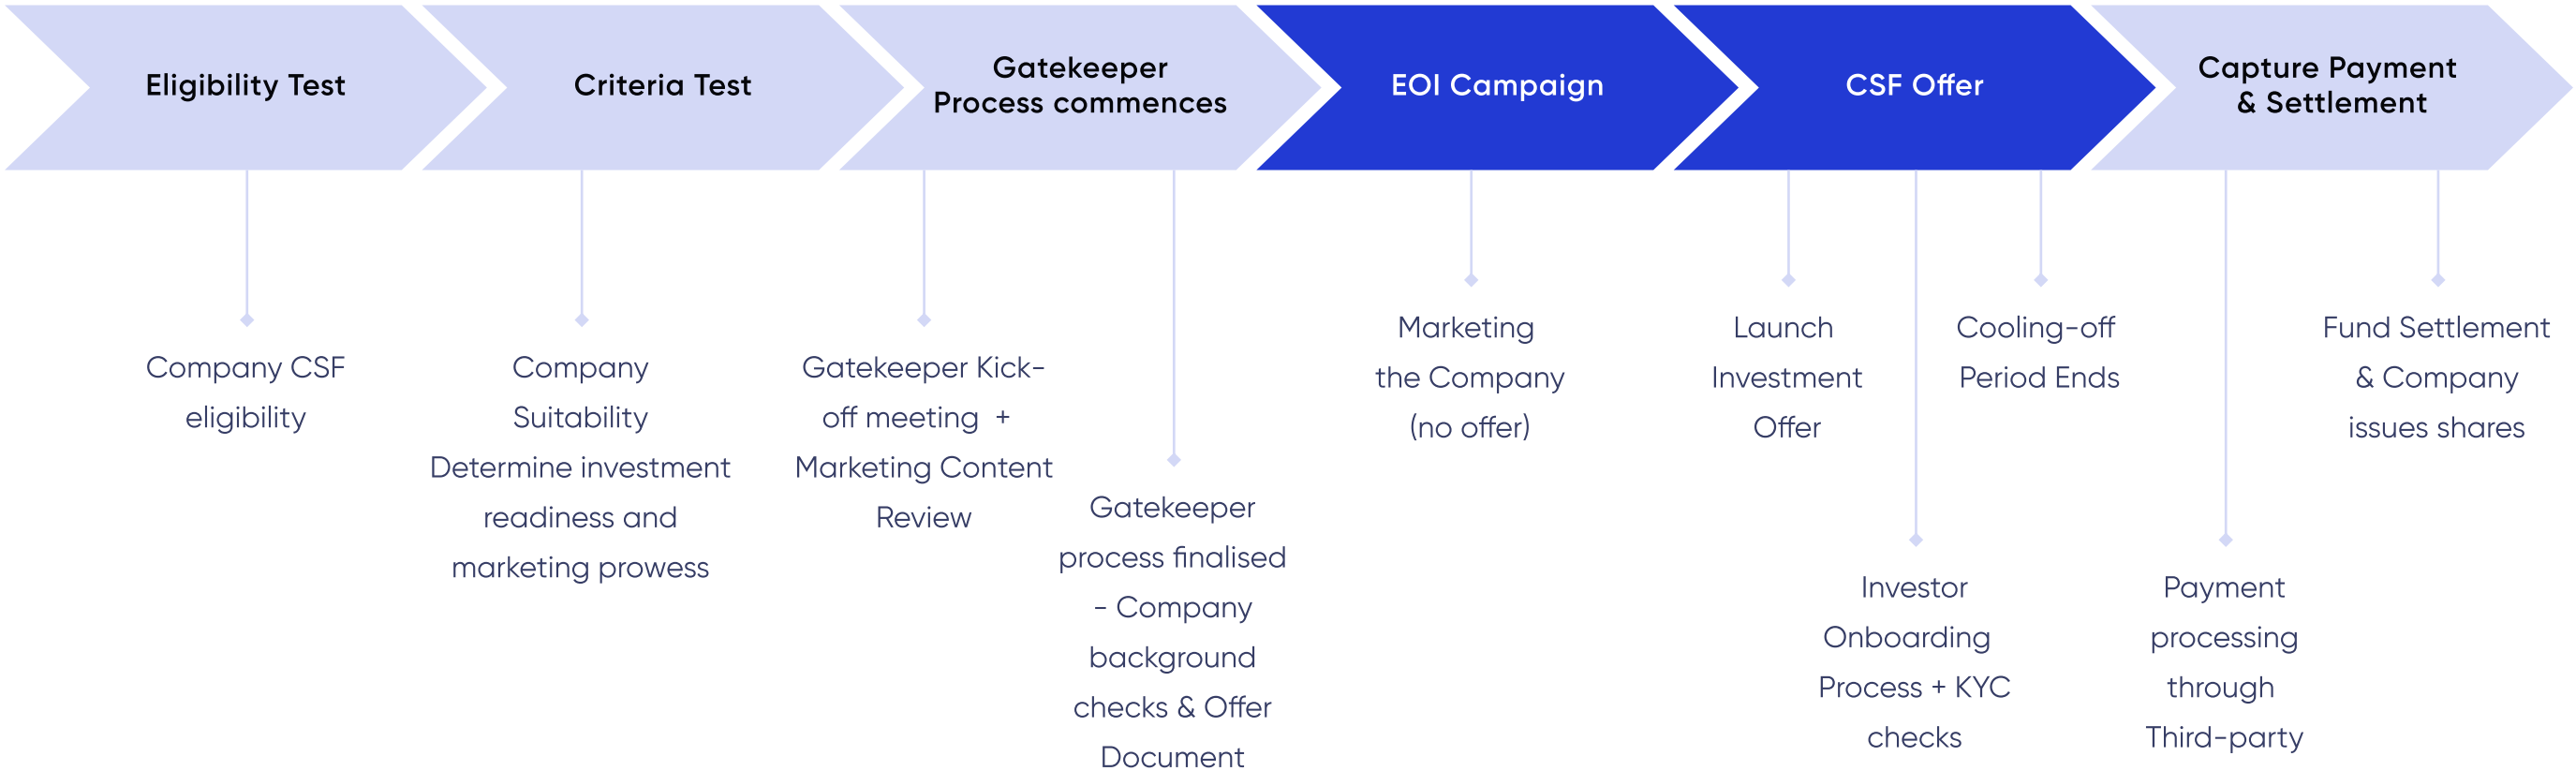 Eligibility Test
Criteria Test
Gatekeeper
Process commences
EOI Campaign
CSF Offer
Capture Payment
& Settlement
Company CSF
eligibility
Company
Suitability
Determine investment
readiness and
marketing prowess
Gatekeeper Kick-
off meeting +
Marketing Content
Review
Gatekeeper
process finalised
- Company
background
checks & Offer
Document
Marketing
the Company
(no offer)
Launch
Investment
Offer
Investor
Onboarding
Process + KYC
checks
Cooling-off
Period Ends
Payment
processing
through
Third-party
Fund Settlement
& Company
issues shares